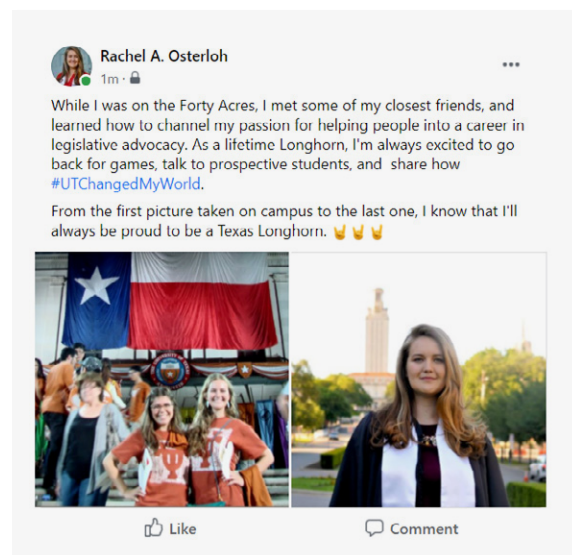 Rachel A. Osterloh
1m ·
While I was on the Forty Acres, I met some of my closest friends, and
learned how to channel my passion for helping people into a career in
legislative advocacy. As a lifetime Longhorn, I'm always excited to go
back for games, talk to prospective students, and share how
#UTChangedMyWorld.
From the first picture taken on campus to the last one, I know that I'll
always be proud to be a Texas Longhorn. 🤘🤘🤘
Like
Comment